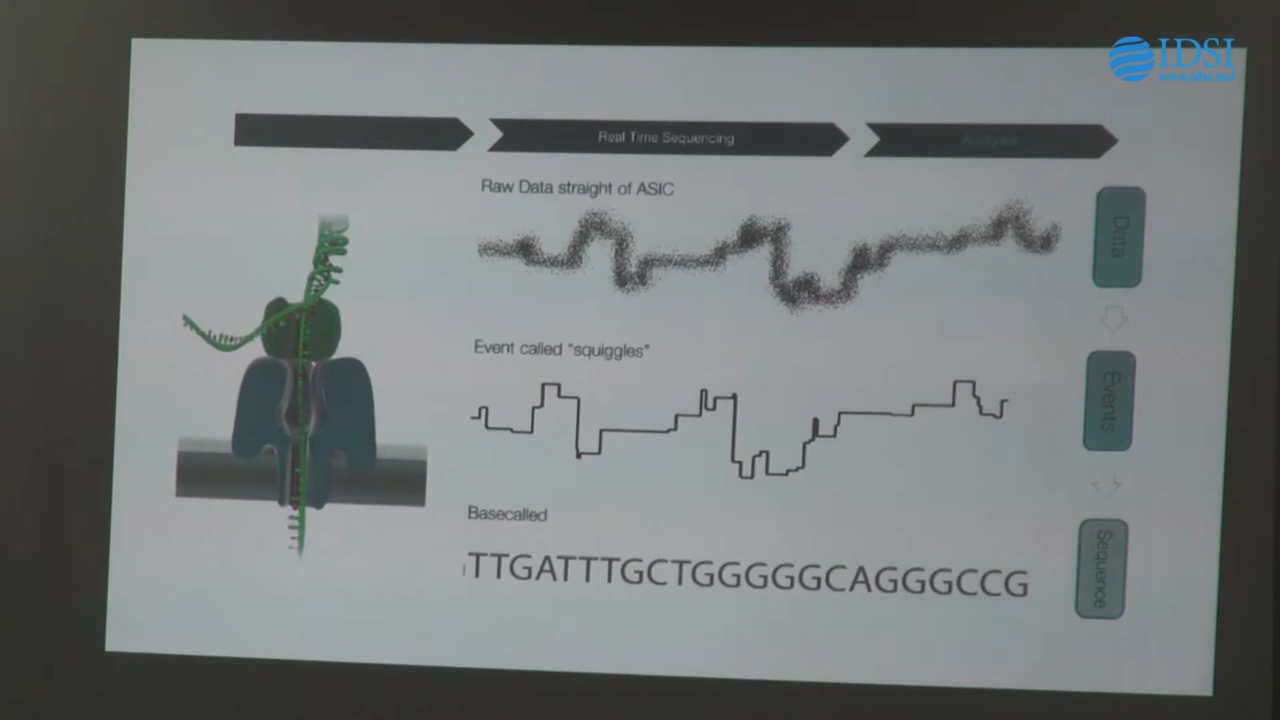 IDSI
Real Time Sequencing
Analysis
Raw Data straight of ASIC
Data
Event called "squiggles"
Events
Basecalled
TTGATTTGCTGGGGGCAGGGCCG
Sequence